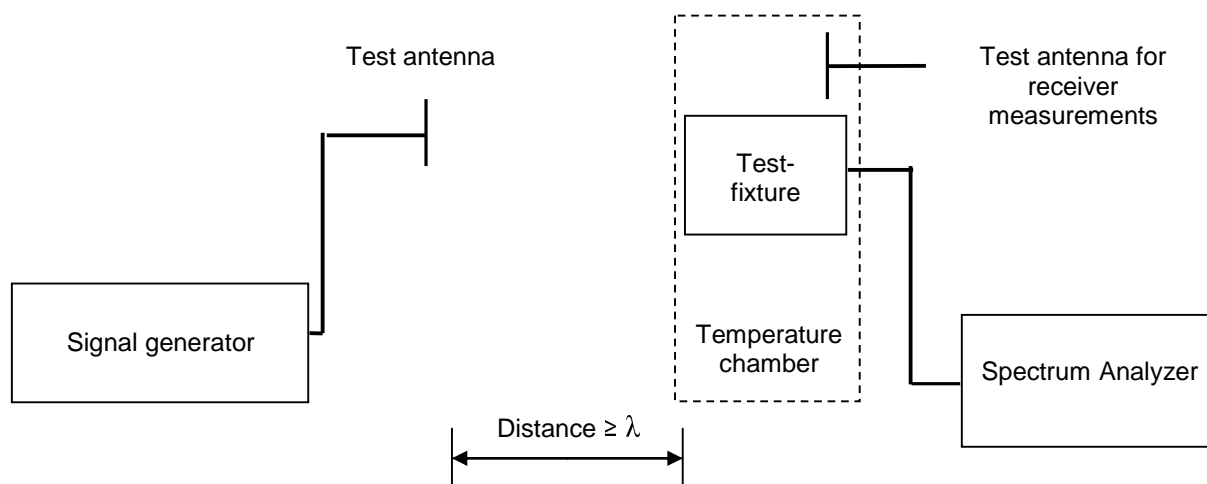 Test antenna
Test antenna for
receiver
measurements
Test-
fixture
Signal generator
Temperature
chamber
Spectrum Analyzer
Distance ≥ λ